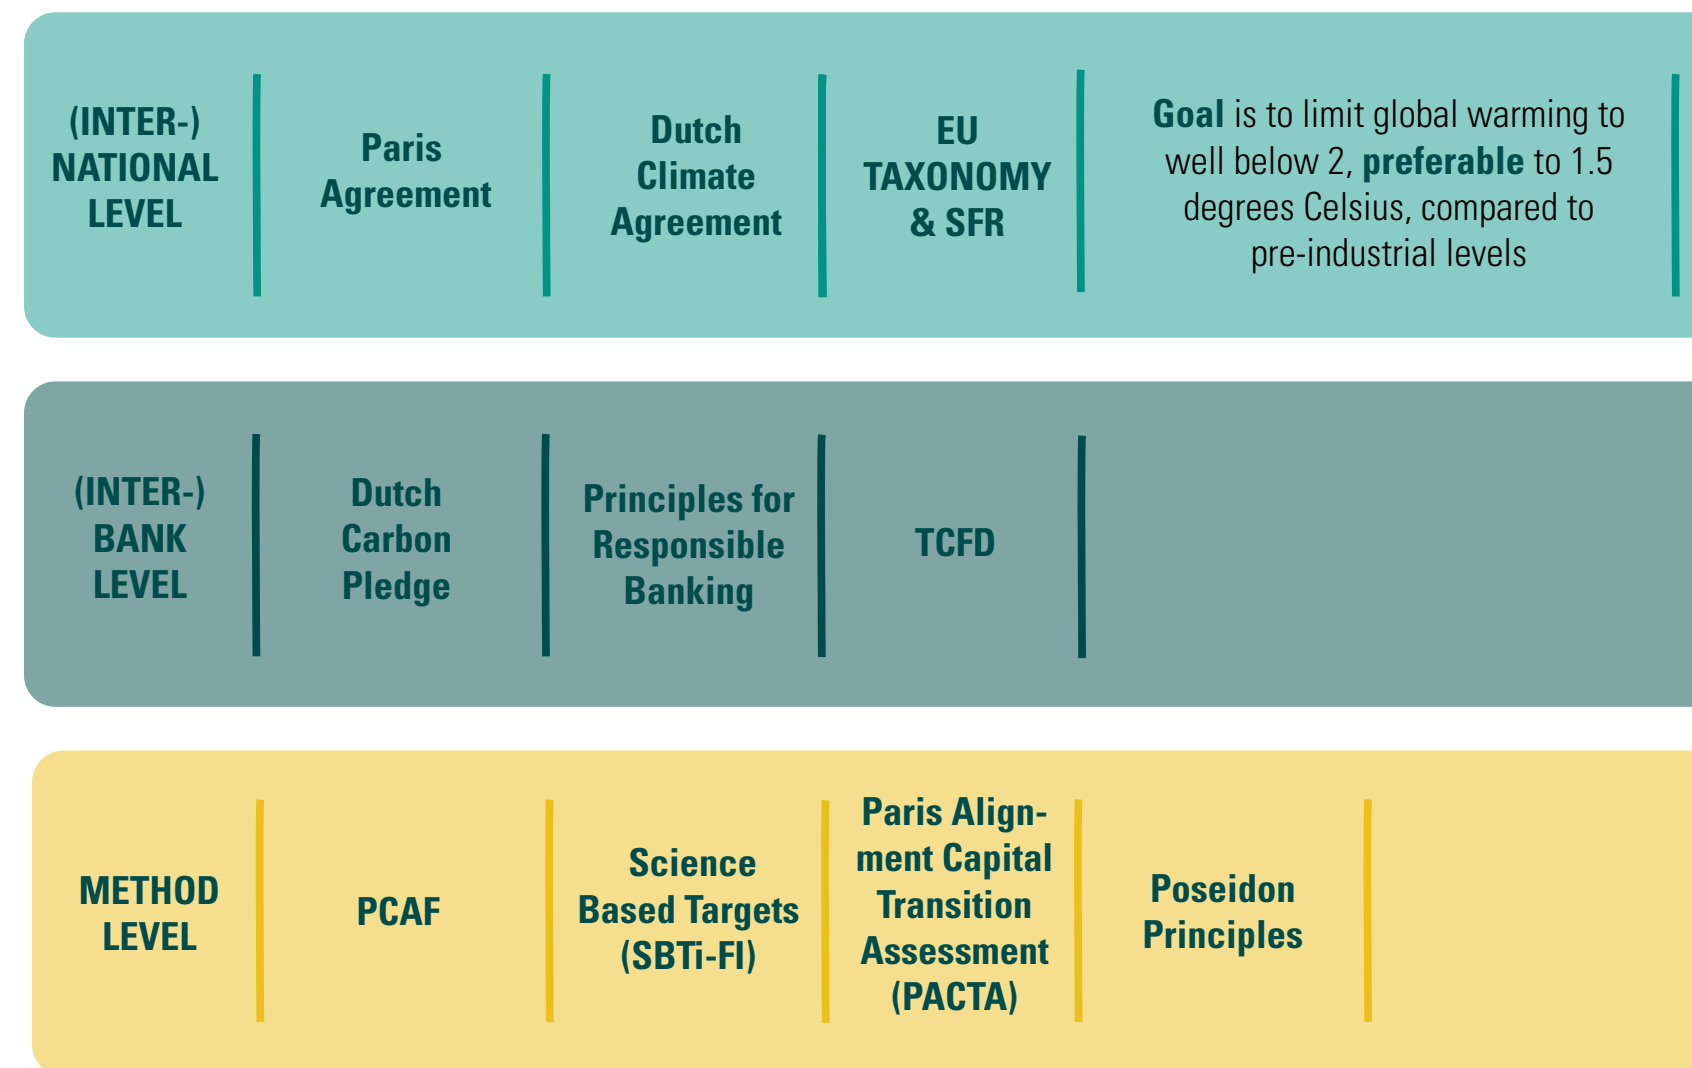 (INTER-)
NATIONAL
LEVEL
Paris
Agreement
Dutch
Climate
Agreement
EU
TAXONOMY
& SFR
Goal is to limit global warming to
well below 2, preferable to 1.5
degrees Celsius, compared to
pre-industrial levels
(INTER-)
BANK
LEVEL
Dutch
Carbon
Pledge
Principles for
Responsible
Banking
TCFD
METHOD
LEVEL
PCAF
Science
Based Targets
(SBTi-FI)
Paris Align-
ment Capital
Transition
Assessment
(PACTA)
Poseidon
Principles